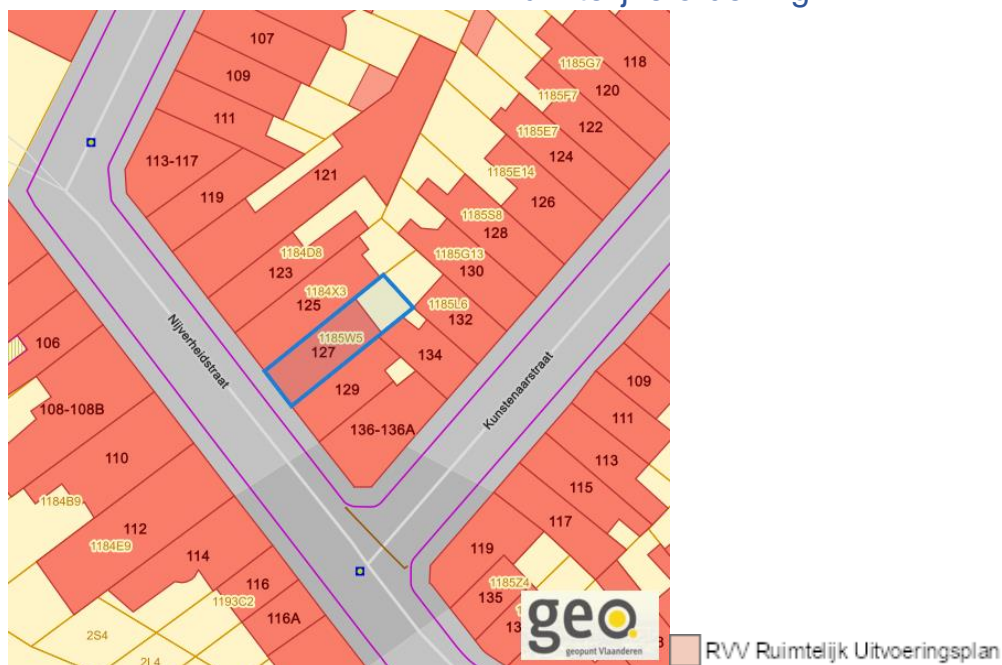 107
118
1185G7
109
120
1185F7
111
122
1185E7
124
113-117
1185E14
121
126
119
1185S8
128
1184D8
1185G13
123
130
1184X3
125
1185L6
132
1185W5
127
134
Nijverheidstraat
106
129
Kunstenaarstraat
109
108-108B
136-136A
111
110
113
115
1184B9
117
112
1184E9
119
114
1185Z4
116
135
1193C2
116A
2S4
2L4
geo
geopunt Vlaanderen
RVV Ruimtelijk Uitvoeringsplan